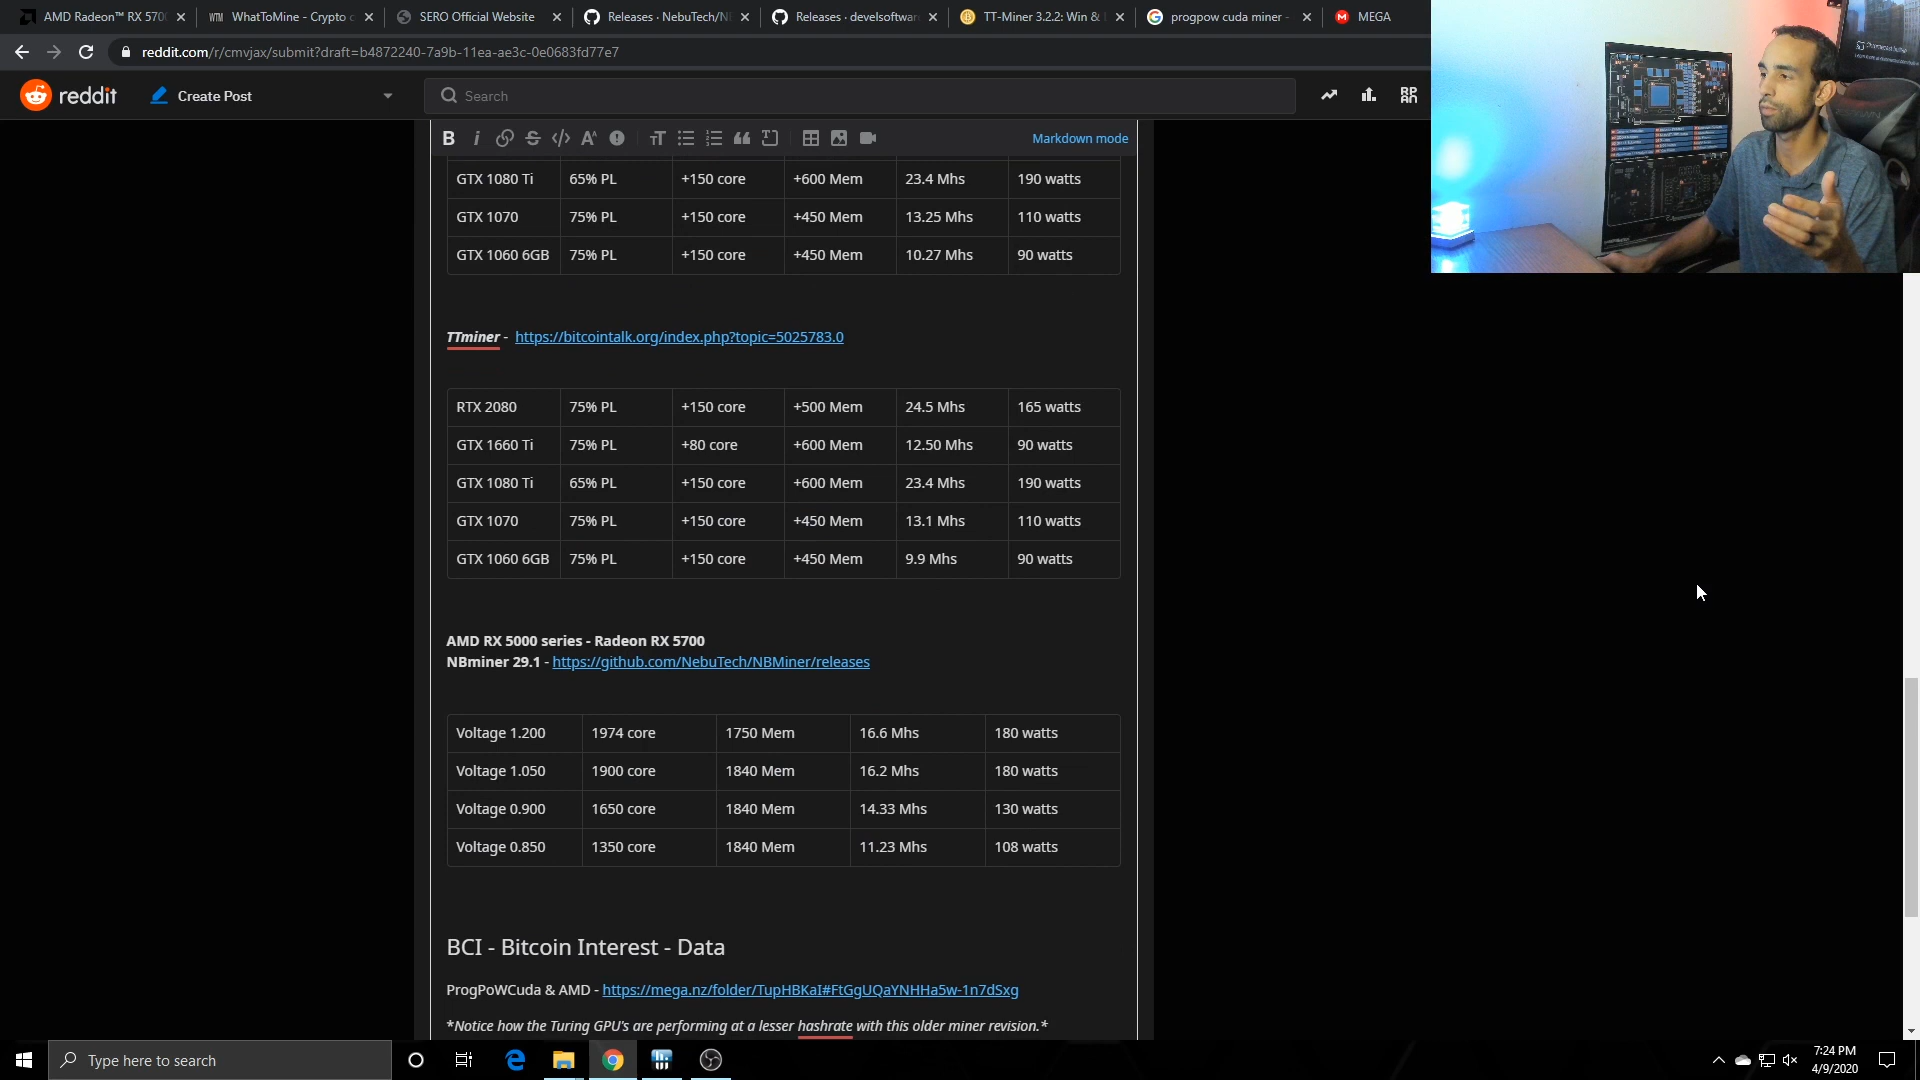 AMD Radeon™ RX 570
WhatToMine - Crypto c
SERO Official Website
Releases · NebuTech/N
Releases · develsoftwar
TT-Miner 3.2.2: Win &
progpow cuda miner -
MEGA
reddit.com/r/cmvjax/submit?draft=b4872240-7a9b-11ea-ae3c-0e0683fd77e7
reddit Create Post Search
Markdown mode
GTX 1080 Ti 65% PL +150 core +600 Mem 23.4 Mhs 190 watts
GTX 1070 75% PL +150 core +450 Mem 13.25 Mhs 110 watts
GTX 1060 6GB 75% PL +150 core +450 Mem 10.27 Mhs 90 watts
TTminer - https://bitcointalk.org/index.php?topic=5025783.0
RTX 2080 75% PL +150 core +500 Mem 24.5 Mhs 165 watts
GTX 1660 Ti 75% PL +80 core +600 Mem 12.50 Mhs 90 watts
GTX 1080 Ti 65% PL +150 core +600 Mem 23.4 Mhs 190 watts
GTX 1070 75% PL +150 core +450 Mem 13.1 Mhs 110 watts
GTX 1060 6GB 75% PL +150 core +450 Mem 9.9 Mhs 90 watts
AMD RX 5000 series - Radeon RX 5700
NBminer 29.1 - https://github.com/NebuTech/NBMiner/releases
Voltage 1.200 1974 core 1750 Mem 16.6 Mhs 180 watts
Voltage 1.050 1900 core 1840 Mem 16.2 Mhs 180 watts
Voltage 0.900 1650 core 1840 Mem 14.33 Mhs 130 watts
Voltage 0.850 1350 core 1840 Mem 11.23 Mhs 108 watts
BCI - Bitcoin Interest - Data
ProgPoWCuda & AMD - https://mega.nz/folder/TupHBKaI#FtGgUQaYNHHa5w-1n7dSxg
*Notice how the Turing GPU's are performing at a lesser hashrate with this older miner revision.*
Type here to search
7:24 PM
4/9/2020